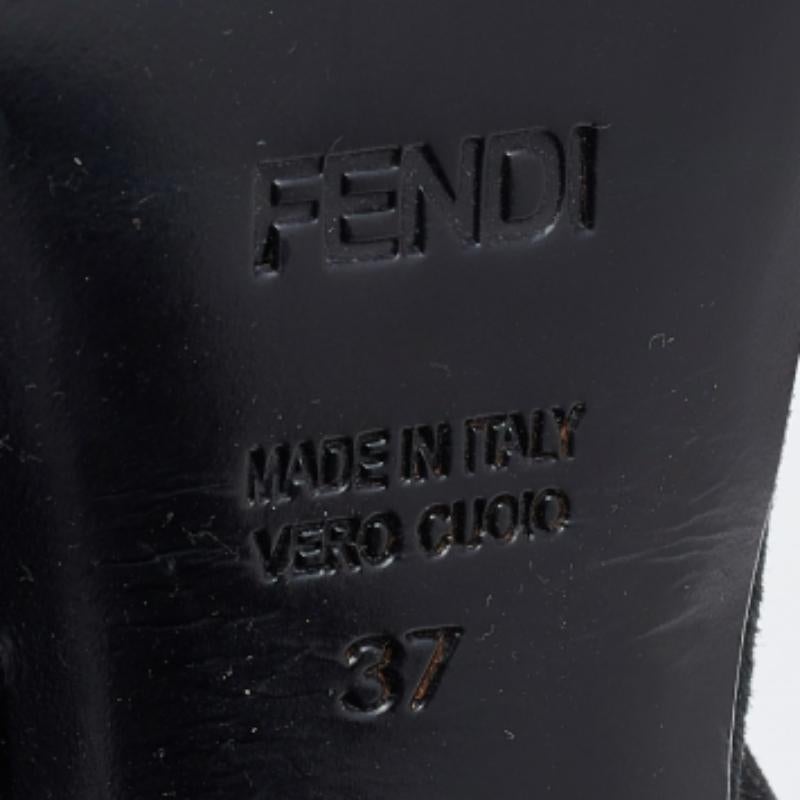 FENDI
MADE IN ITALY
VERO CUOIO
37